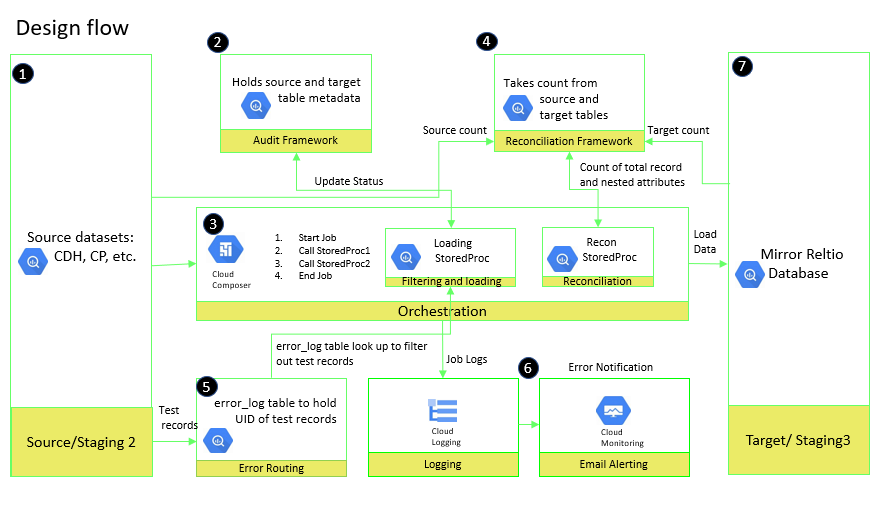 Design flow
1
Source datasets:
CDH, CP, etc.
Source/Staging 2
2
Holds source and target
table metadata
Audit Framework
4
Takes count from
source and
target tables
Reconciliation Framework
Source count
Target count
Update Status
Count of total record
and nested attributes
3
Cloud
Composer
1. Start Job
2. Call StoredProc1
3. Call StoredProc2
4. End Job
Loading
StoredProc
Filtering and loading
Recon
StoredProc
Reconciliation
Orchestration
Load
Data
7
Mirror Reltio
Database
Target/ Staging3
error_log table look up to filter
out test records
Job Logs
Test
records
5
error_log table to hold
UID of test records
Error Routing
Cloud
Logging
Logging
6
Error Notification
Cloud
Monitoring
Email Alerting